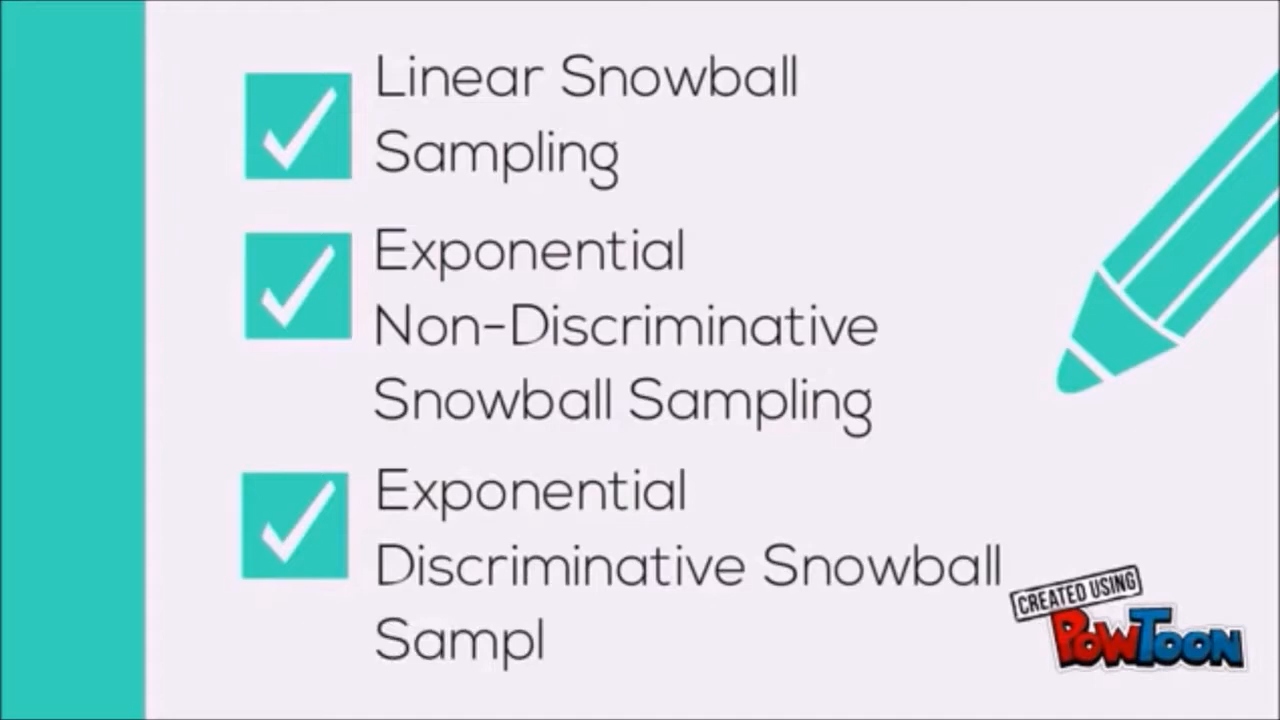 Linear Snowball
Sampling
Exponential
Non-Discriminative
Snowball Sampling
Exponential
Discriminative Snowball
Sampl
CREATED USING
PowToon